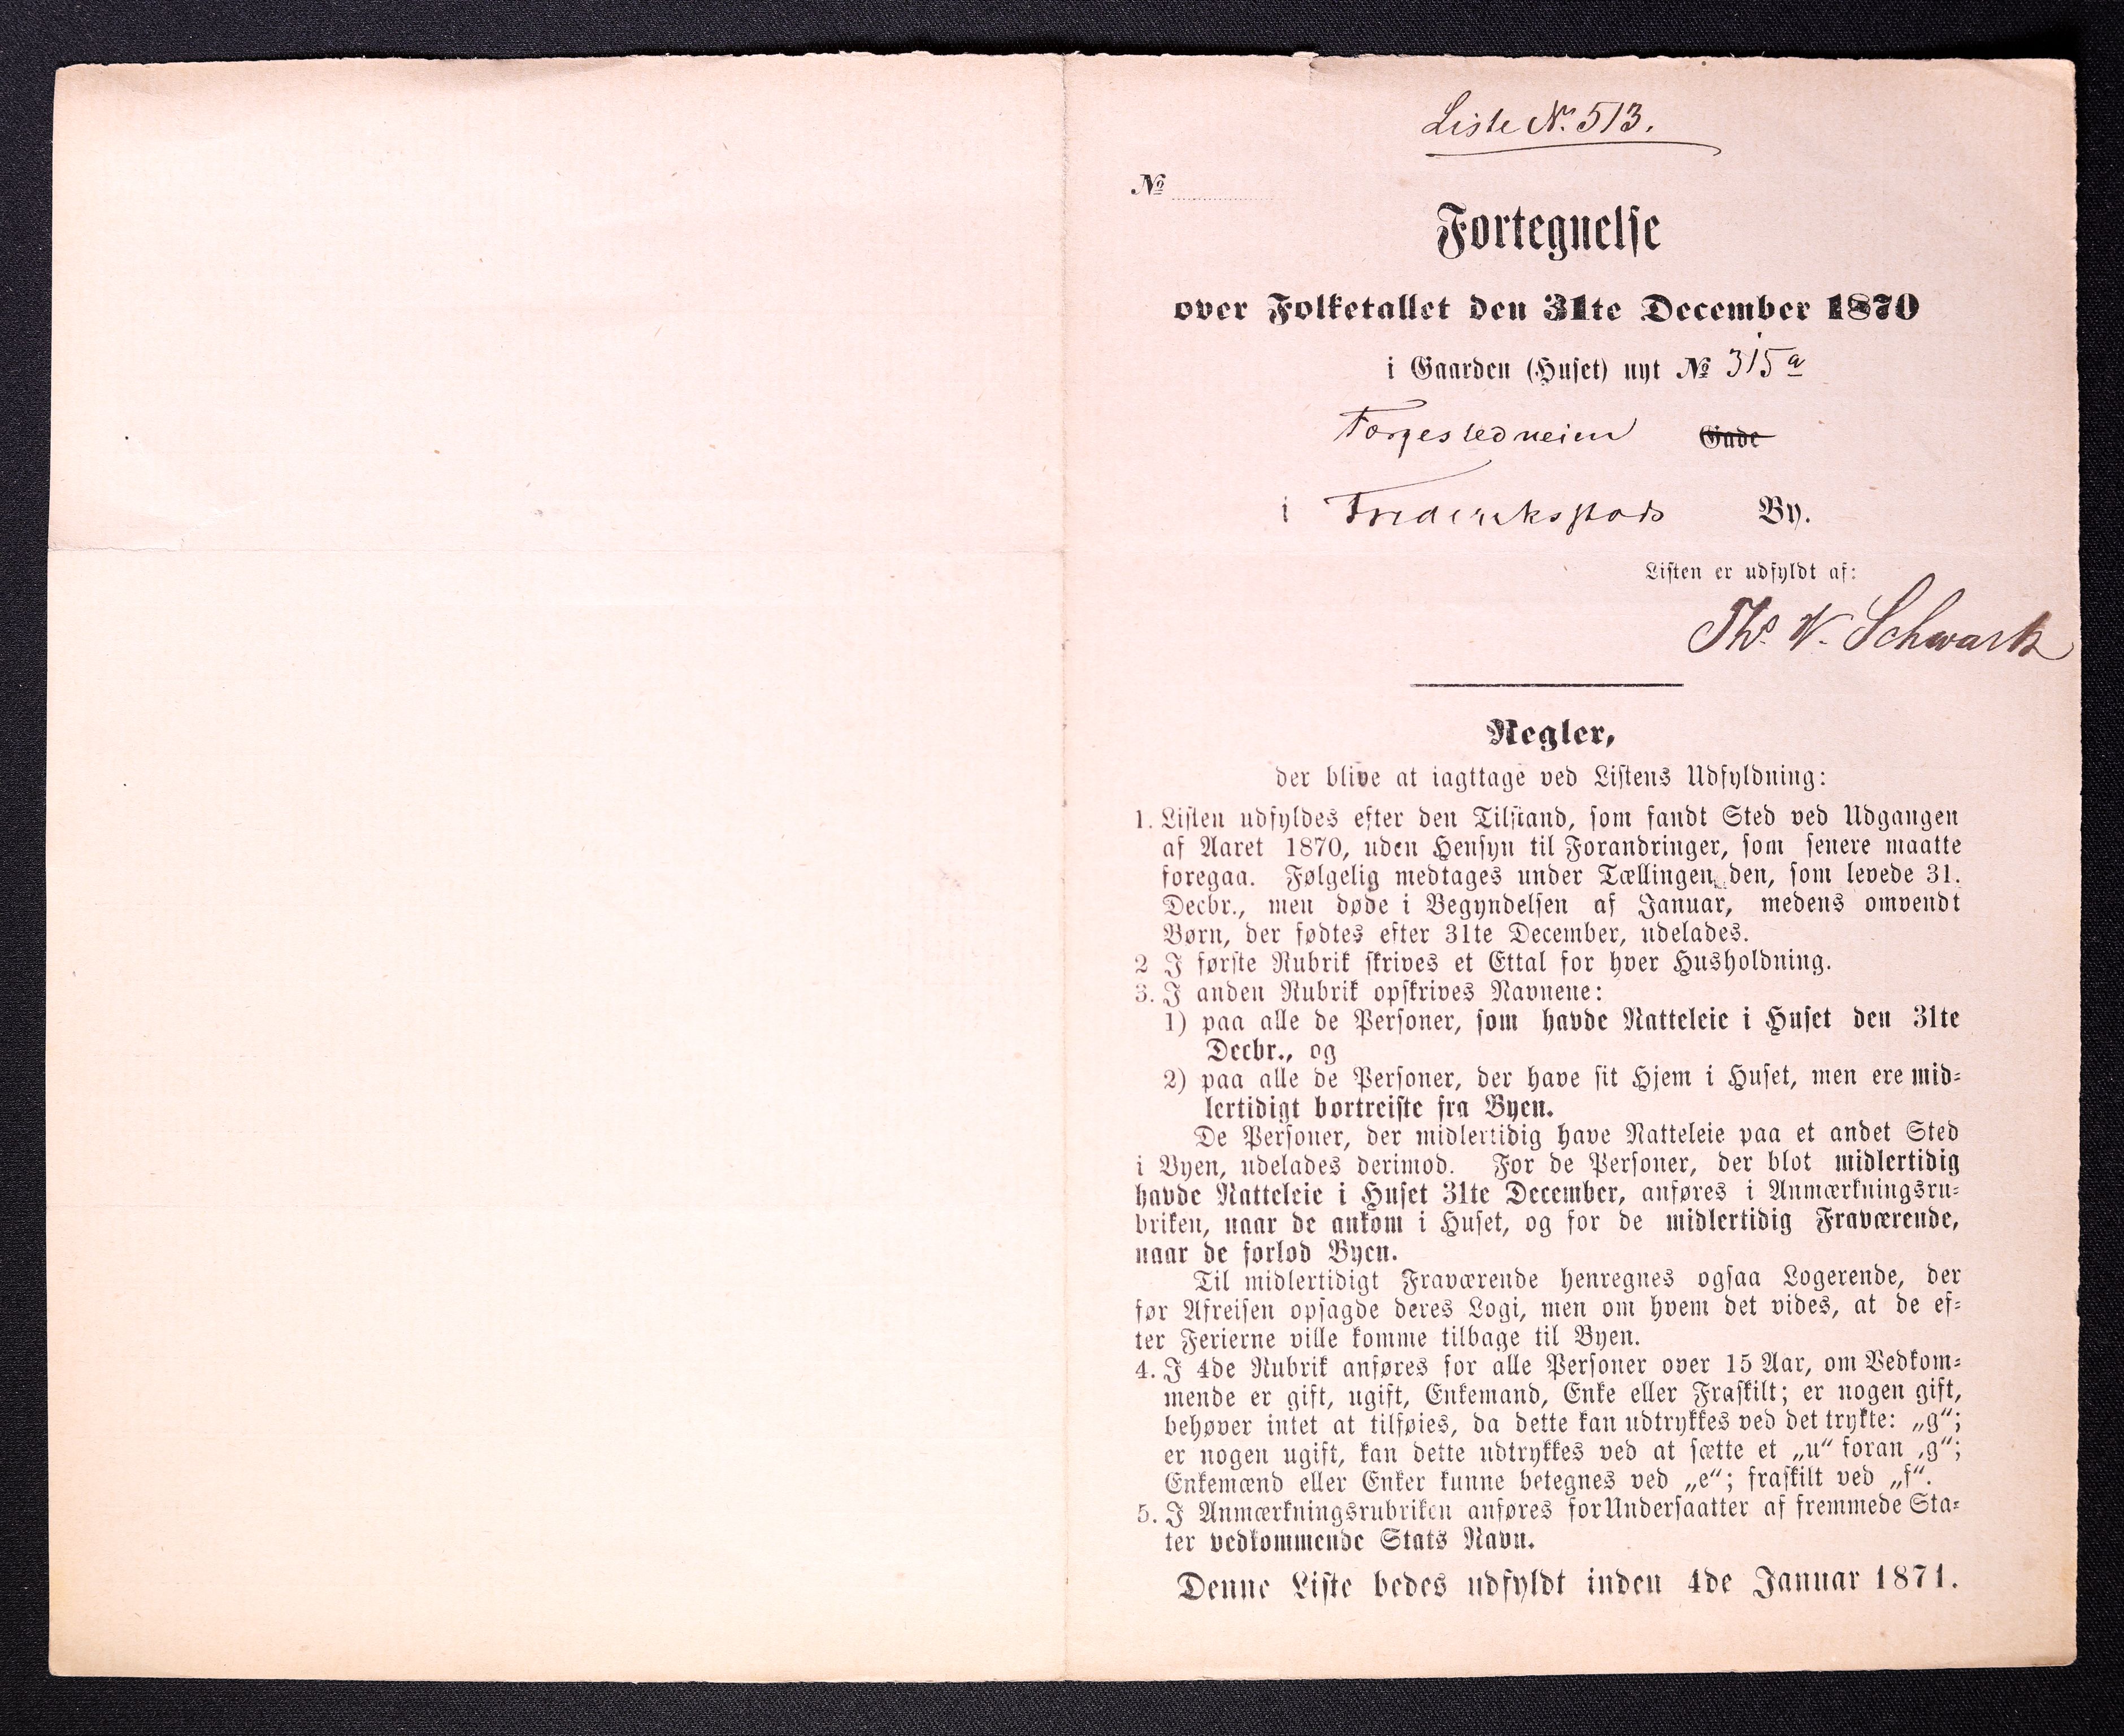 Liste N. 513.
№
Fortegnelse
over Folketallet den 31te December 1870
i Gaarden (Huset) nyt № 315a
Færgestedveien Gade
i Frederiksstads By.
Listen er udfyldt af:
Ths. W. Schwartz
Regler,
der blive at iagttage ved Listens Udfyldning:
1. Listen udfyldes efter den Tilstand, som fandt Sted ved Udgangen
af Aaret 1870, uden Hensyn til Forandringer, som senere maatte
foregaa. Følgelig medtages under Tællingen den, som levede 31.
Decbr., men døde i Begyndelsen af Januar, medens omvendt
Børn, der fødtes efter 31te December, udelades.
2 I første Rubrik skrives et Ettal for hver Husholdning.
3. I anden Rubrik opskrives Navnene:
1) paa alle de Personer, som havde Natteleie i Huset den 31te
Decbr., og
2) paa alle de Personer, der have sit Hjem i Huset, men ere mid-
lertidigt bortreiste fra Byen.
De Personer, der midlertidig have Natteleie paa et andet Sted
i Byen, udelades derimod. For de Personer, der blot midlertidig
havde Natteleie i Huset 31te December, anføres i Anmærkningsru-
briken, naar de ankom i Huset, og for de midlertidig Fraværende,
naar de forlod Byen.
Til midlertidigt Fraværende henregnes ogsaa Logerende, der
før Afreisen opsagde deres Logi, men om hvem det vides, at de ef-
ter Ferierne ville komme tilbage til Byen.
4. I 4de Rubrik anføres for alle Personer over 15 Aar, om Vedkom-
mende er gift, ugift, Enkemand, Enke eller Fraskilt; er nogen gift,
behøver intet at tilføies, da dette kan udtrykkes ved det trykte: „g“;
er nogen ugift, kan dette udtrykkes ved at sætte et „u“ foran ‚g“;
Enkemænd eller Enker kunne betegnes ved „e“; fraskilt ved „f“.
5. I Anmærkningsrubriken anføres for Undersaatter af fremmede Sta-
ter vedkommende Stats Navn.
Denne Liste bedes udfyldt inden 4de Januar 1871.